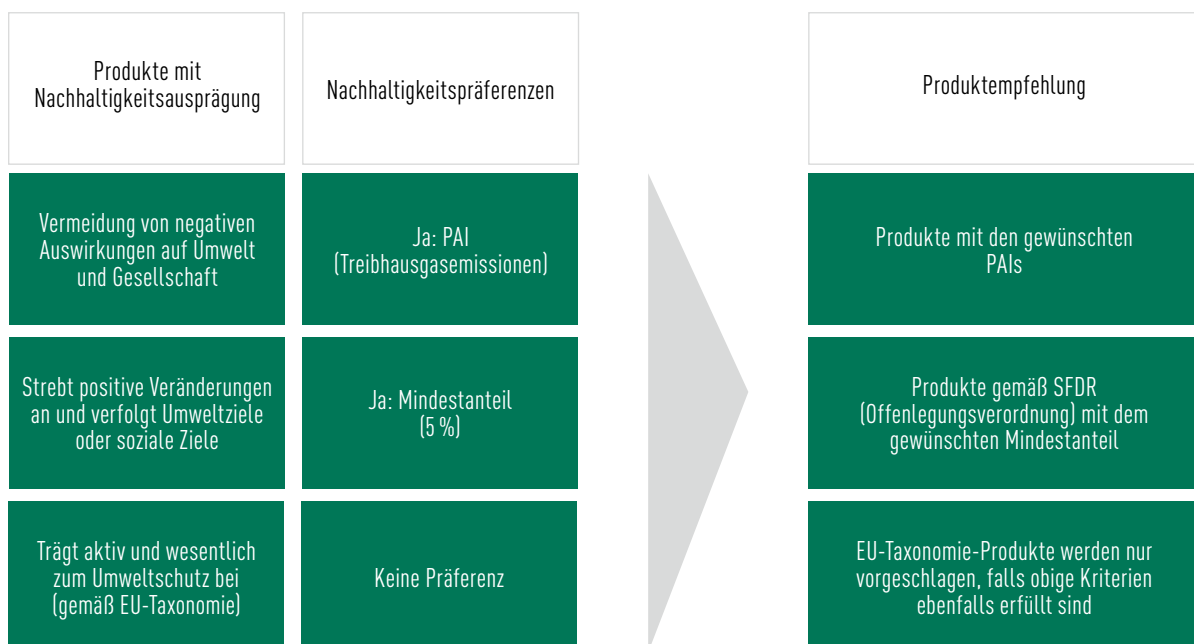 Produkte mit
Nachhaltigkeitsausprägung
Nachhaltigkeitspräferenzen
Produktempfehlung
Vermeidung von negativen
Auswirkungen auf Umwelt
und Gesellschaft
Ja: PAI
(Treibhausgasemissionen)
Produkte mit den gewünschten
PAIs
Strebt positive Veränderungen
an und verfolgt Umweltziele
oder soziale Ziele
Ja: Mindestanteil
(5 %)
Produkte gemäß SFDR
(Offenlegungsverordnung) mit dem
gewünschten Mindestanteil
Trägt aktiv und wesentlich
zum Umweltschutz bei
(gemäß EU-Taxonomie)
Keine Präferenz
EU-Taxonomie-Produkte werden nur
vorgeschlagen, falls obige Kriterien
ebenfalls erfüllt sind